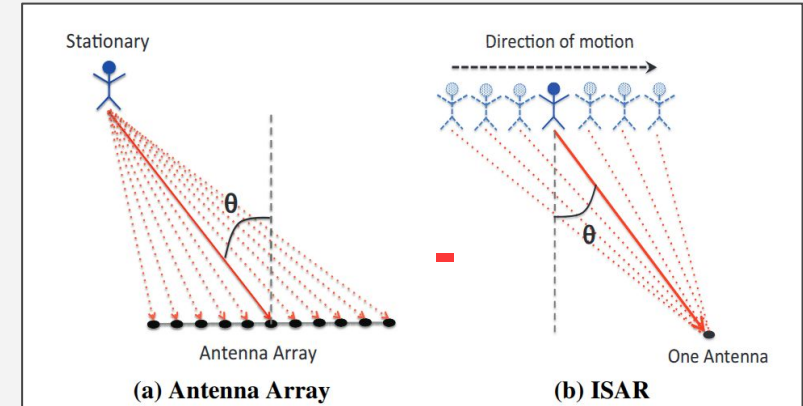 Stationary
θ
Antenna Array
(a) Antenna Array
Direction of motion
θ
One Antenna
(b) ISAR